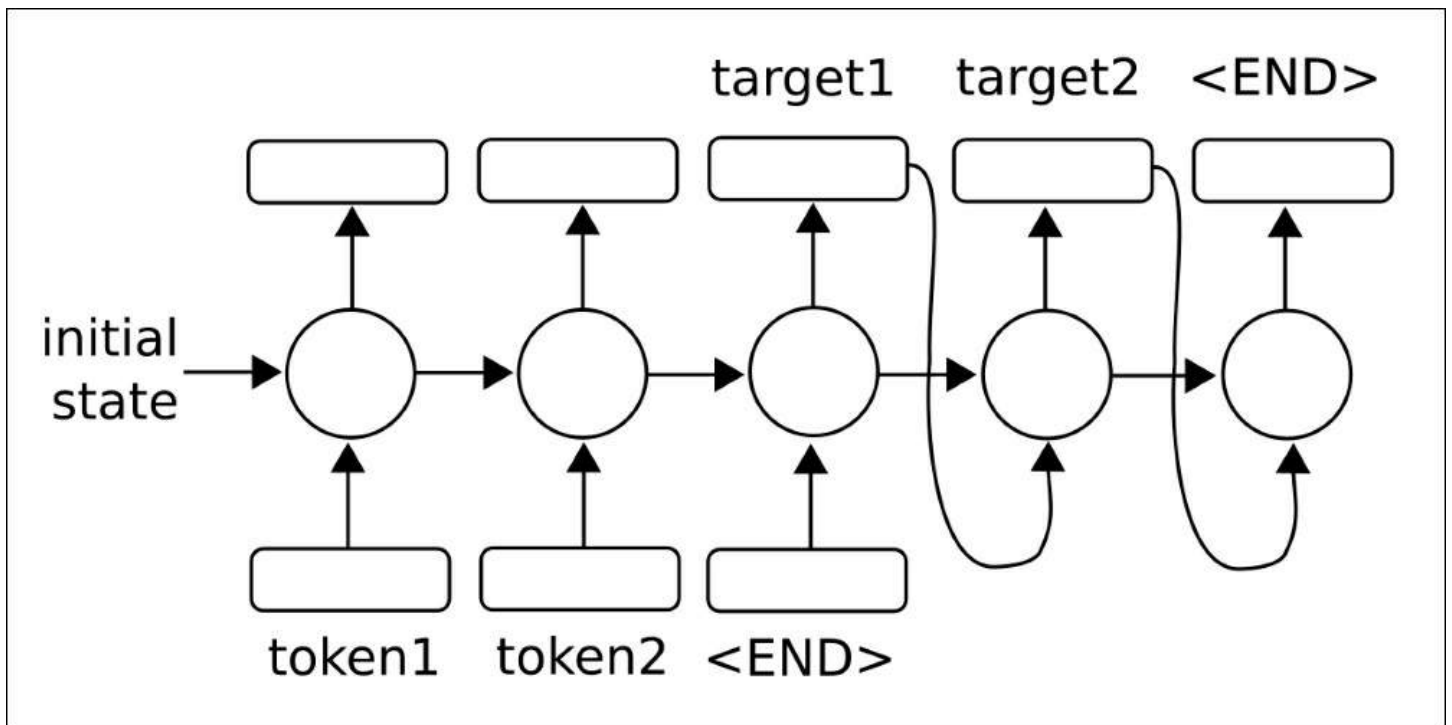 target1 target2 <END>
initial
state
token1 token2 <END>